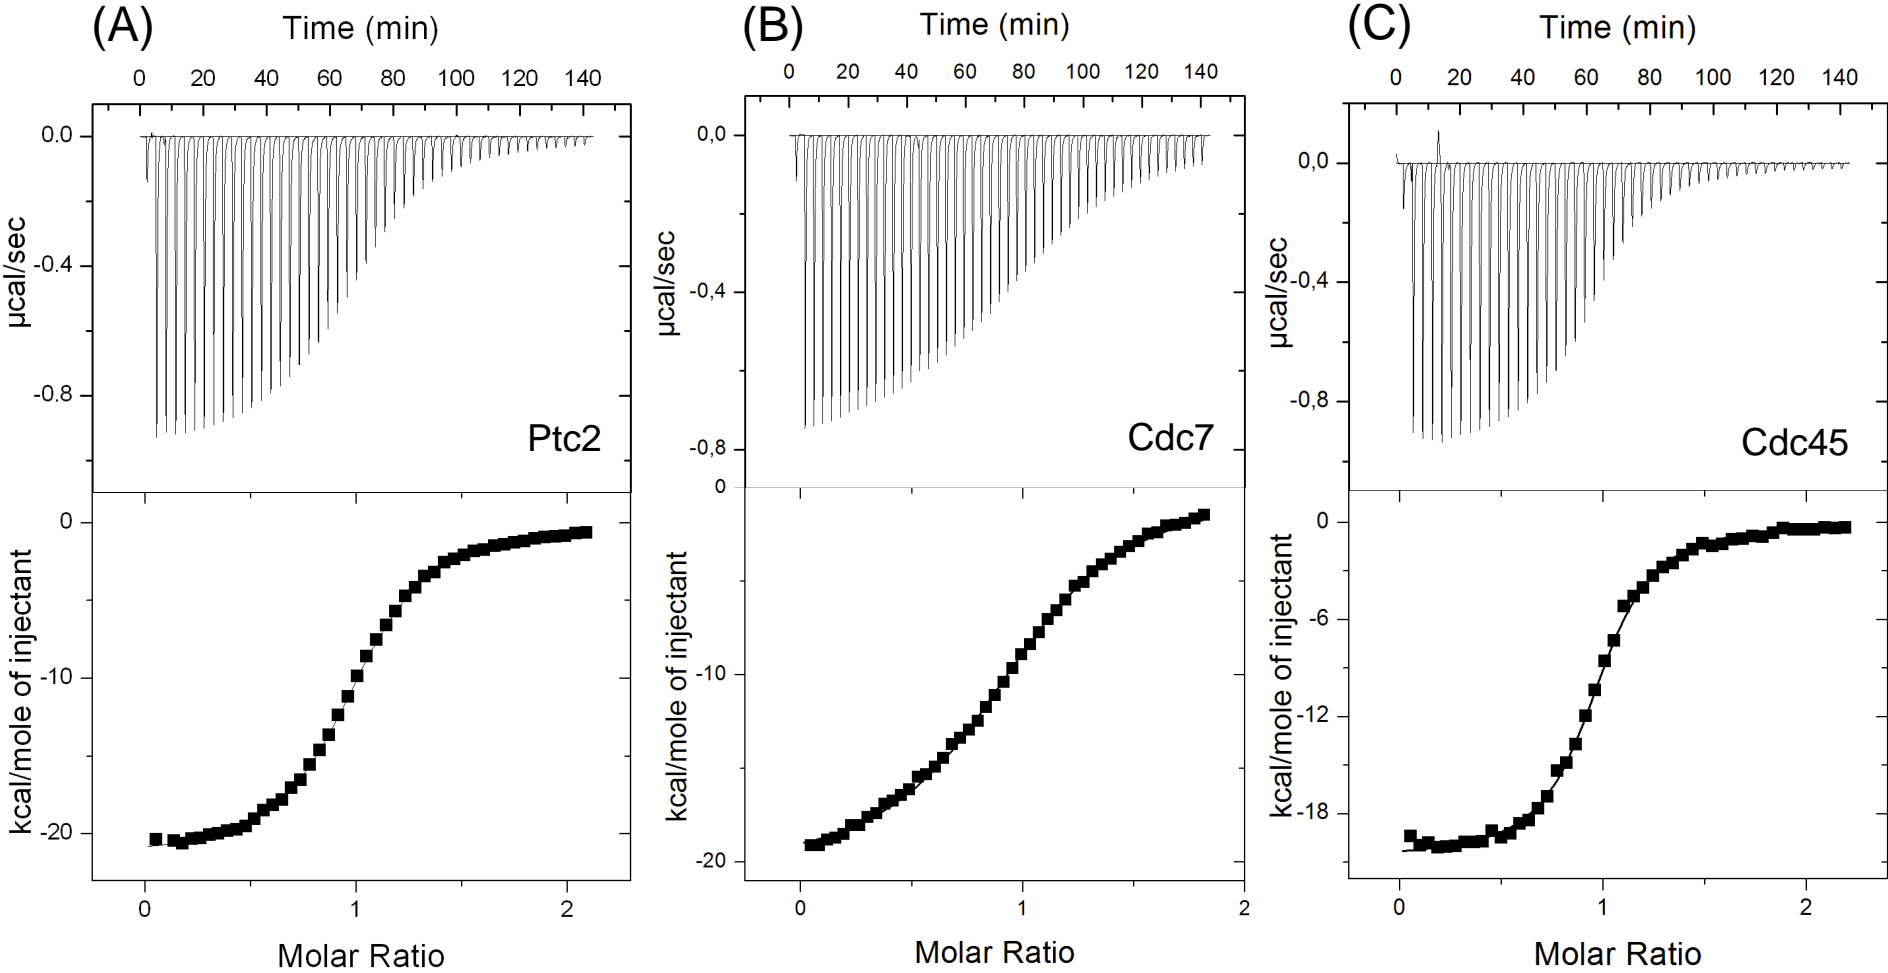 (A)
Time (min)
0 20 40 60 80 100 120 140
0.0
-0.4
-0.8
µcal/sec
Ptc2
0
-10
-20
kcal/mole of injectant
0 1 2
Molar Ratio
(B)
Time (min)
0 20 40 60 80 100 120 140
0,0
-0,4
-0,8
µcal/sec
Cdc7
0
-10
-20
kcal/mole of injectant
0 1 2
Molar Ratio
(C)
Time (min)
0 20 40 60 80 100 120 140
0,0
-0,4
-0,8
µcal/sec
Cdc45
0
-6
-12
-18
kcal/mole of injectant
0 1 2
Molar Ratio